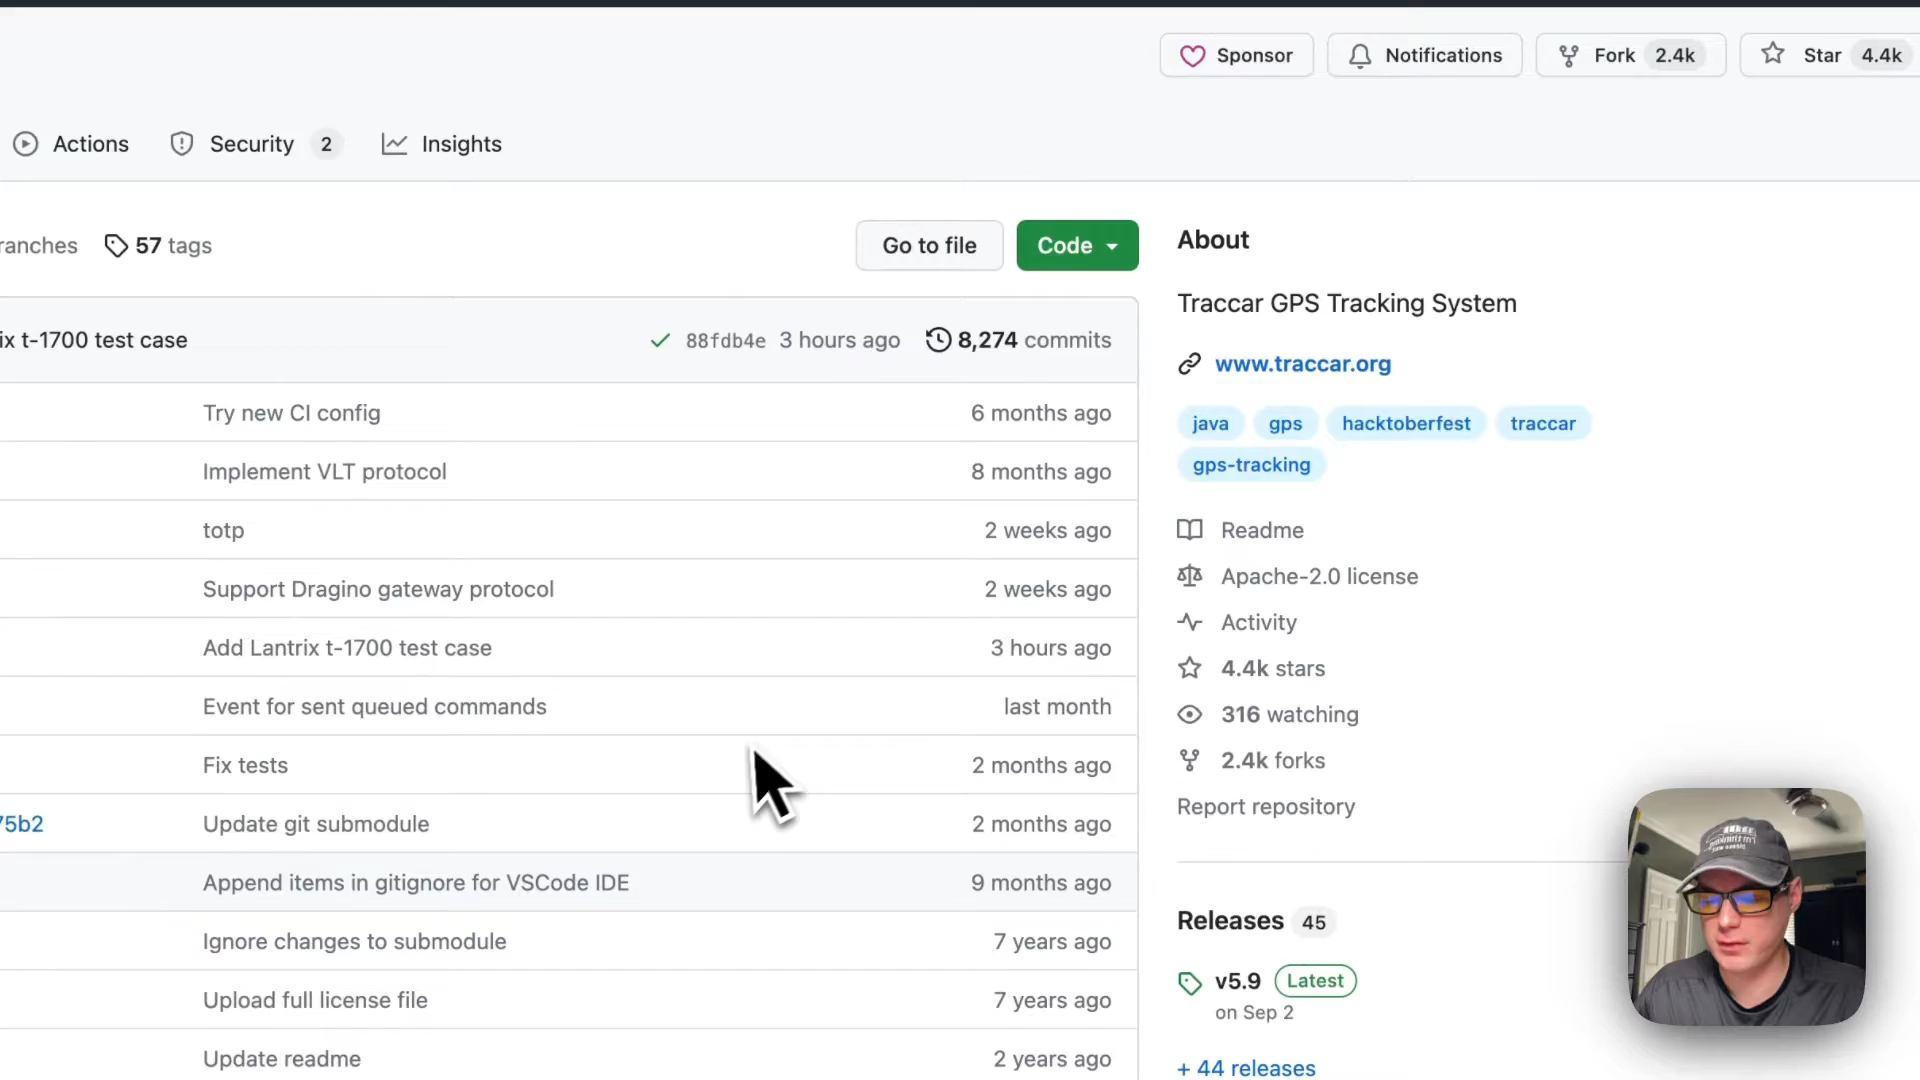 Sponsor Notifications Fork 2.4k Star 4.4k
Actions Security 2 Insights
ranches 57 tags Go to file Code
About
Traccar GPS Tracking System
ix t-1700 test case 88fdb4e 3 hours ago 8,274 commits
www.traccar.org
java gps hacktoberfest traccar
gps-tracking
Try new CI config 6 months ago
Implement VLT protocol 8 months ago
totp 2 weeks ago
Support Dragino gateway protocol 2 weeks ago
Add Lantrix t-1700 test case 3 hours ago
Event for sent queued commands last month
Fix tests 2 months ago
75b2 Update git submodule 2 months ago
Append items in gitignore for VSCode IDE 9 months ago
Ignore changes to submodule 7 years ago
Upload full license file 7 years ago
Update readme 2 years ago
Readme
Apache-2.0 license
Activity
4.4k stars
316 watching
2.4k forks
Report repository
Releases 45
v5.9 Latest
on Sep 2
+ 44 releases